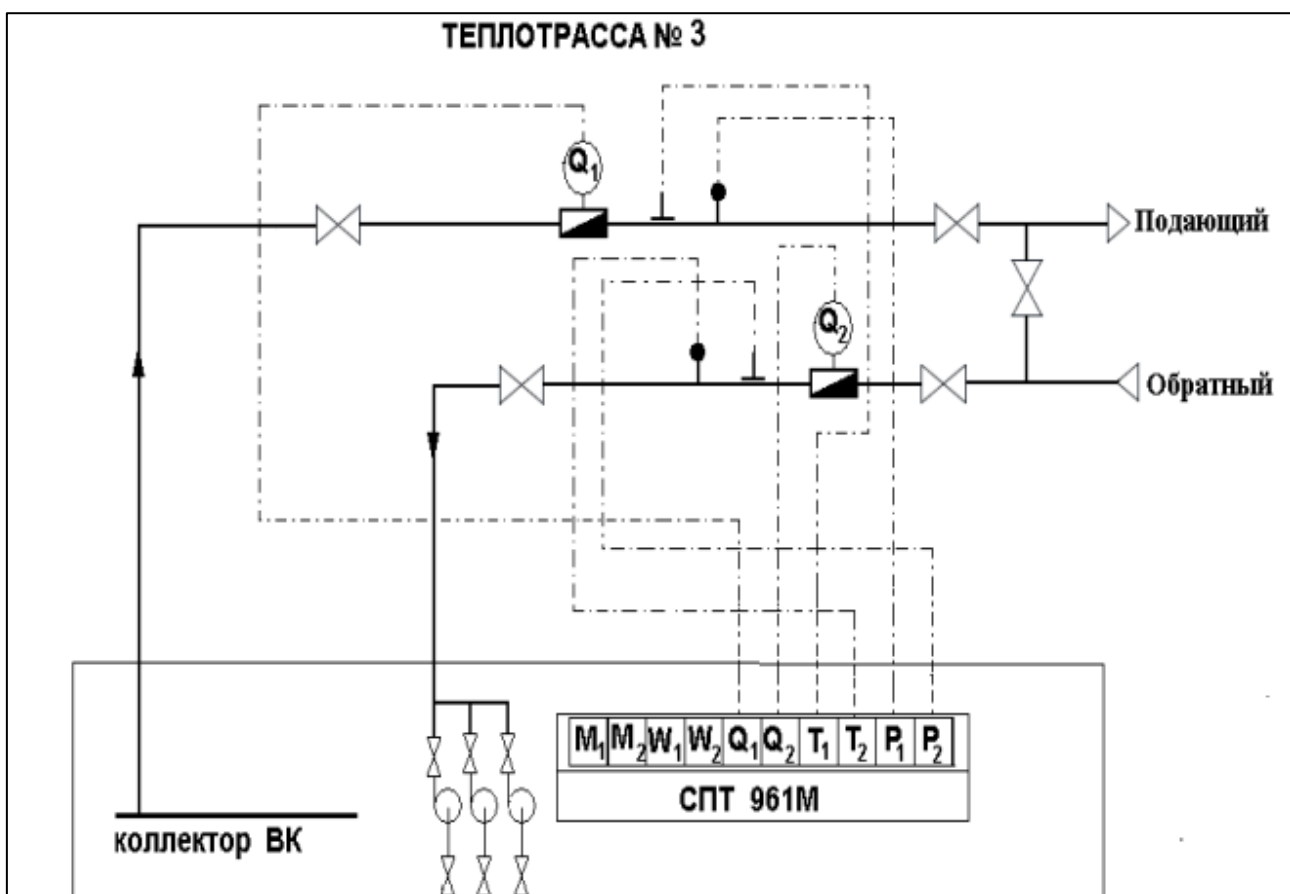 ТЕПЛОТРАССА № 3
Q1
Подающий
Q2
Обратный
M1 M2 W1 W2 Q1 Q2 T1 T2 P1 P2
СПТ 961М
коллектор ВК